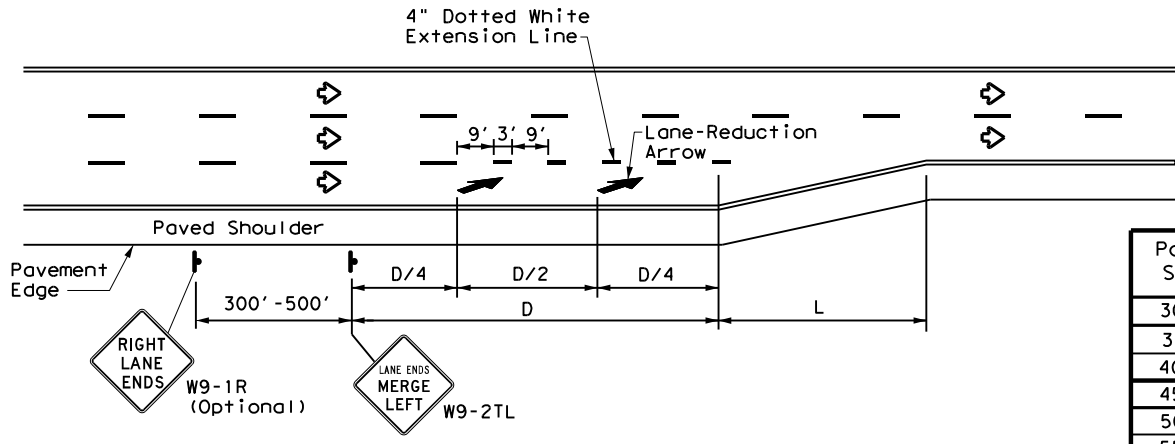 4" Dotted White
Extension Line
9' 3' 9'
Lane-Reduction
Arrow
Paved Shoulder
Pavement
Edge
D/4 D/2 D/4
300'-500' D L
RIGHT
LANE
ENDS
W9-1R
(Optional)
LANE ENDS
MERGE
LEFT
W9-2TL